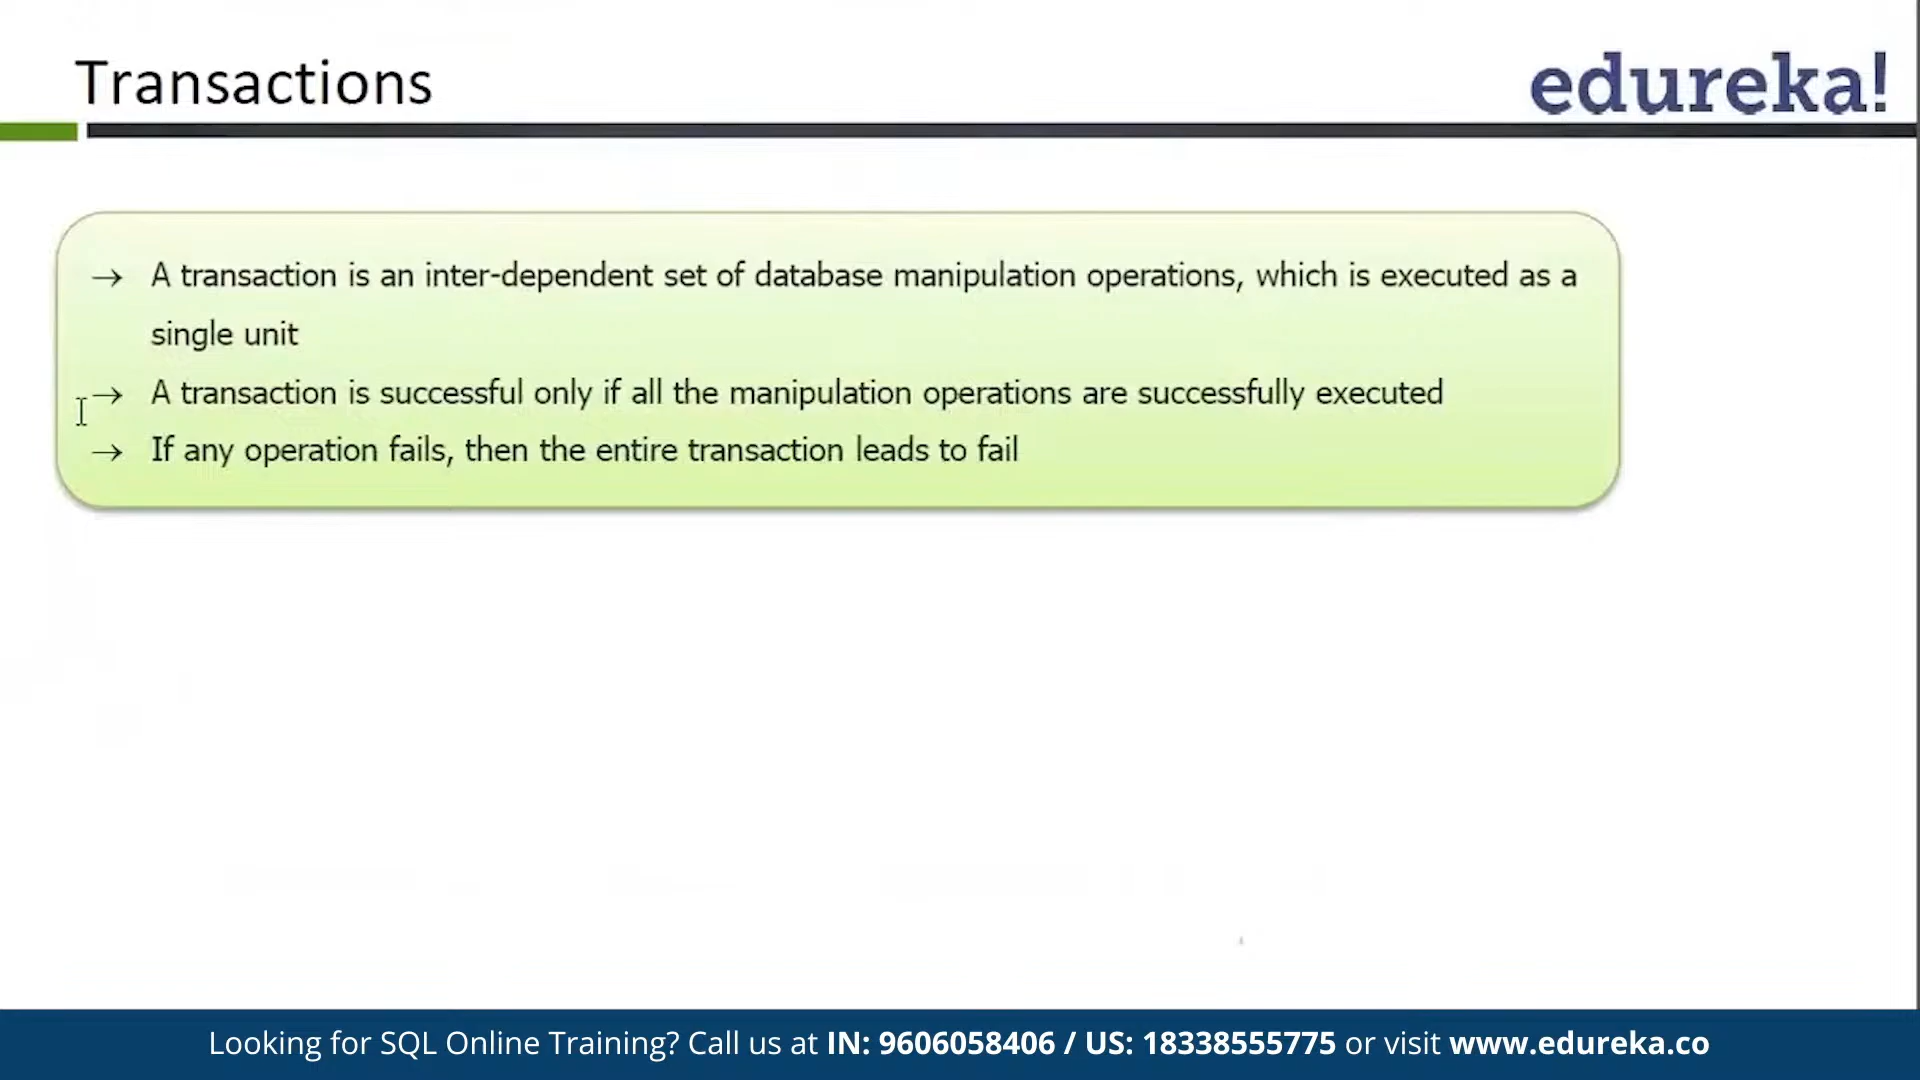 Transactions
edureka!
→ A transaction is an inter-dependent set of database manipulation operations, which is executed as a
single unit
→ A transaction is successful only if all the manipulation operations are successfully executed
→ If any operation fails, then the entire transaction leads to fail
Looking for SQL Online Training? Call us at IN: 9606058406 / US: 18338555775 or visit www.edureka.co